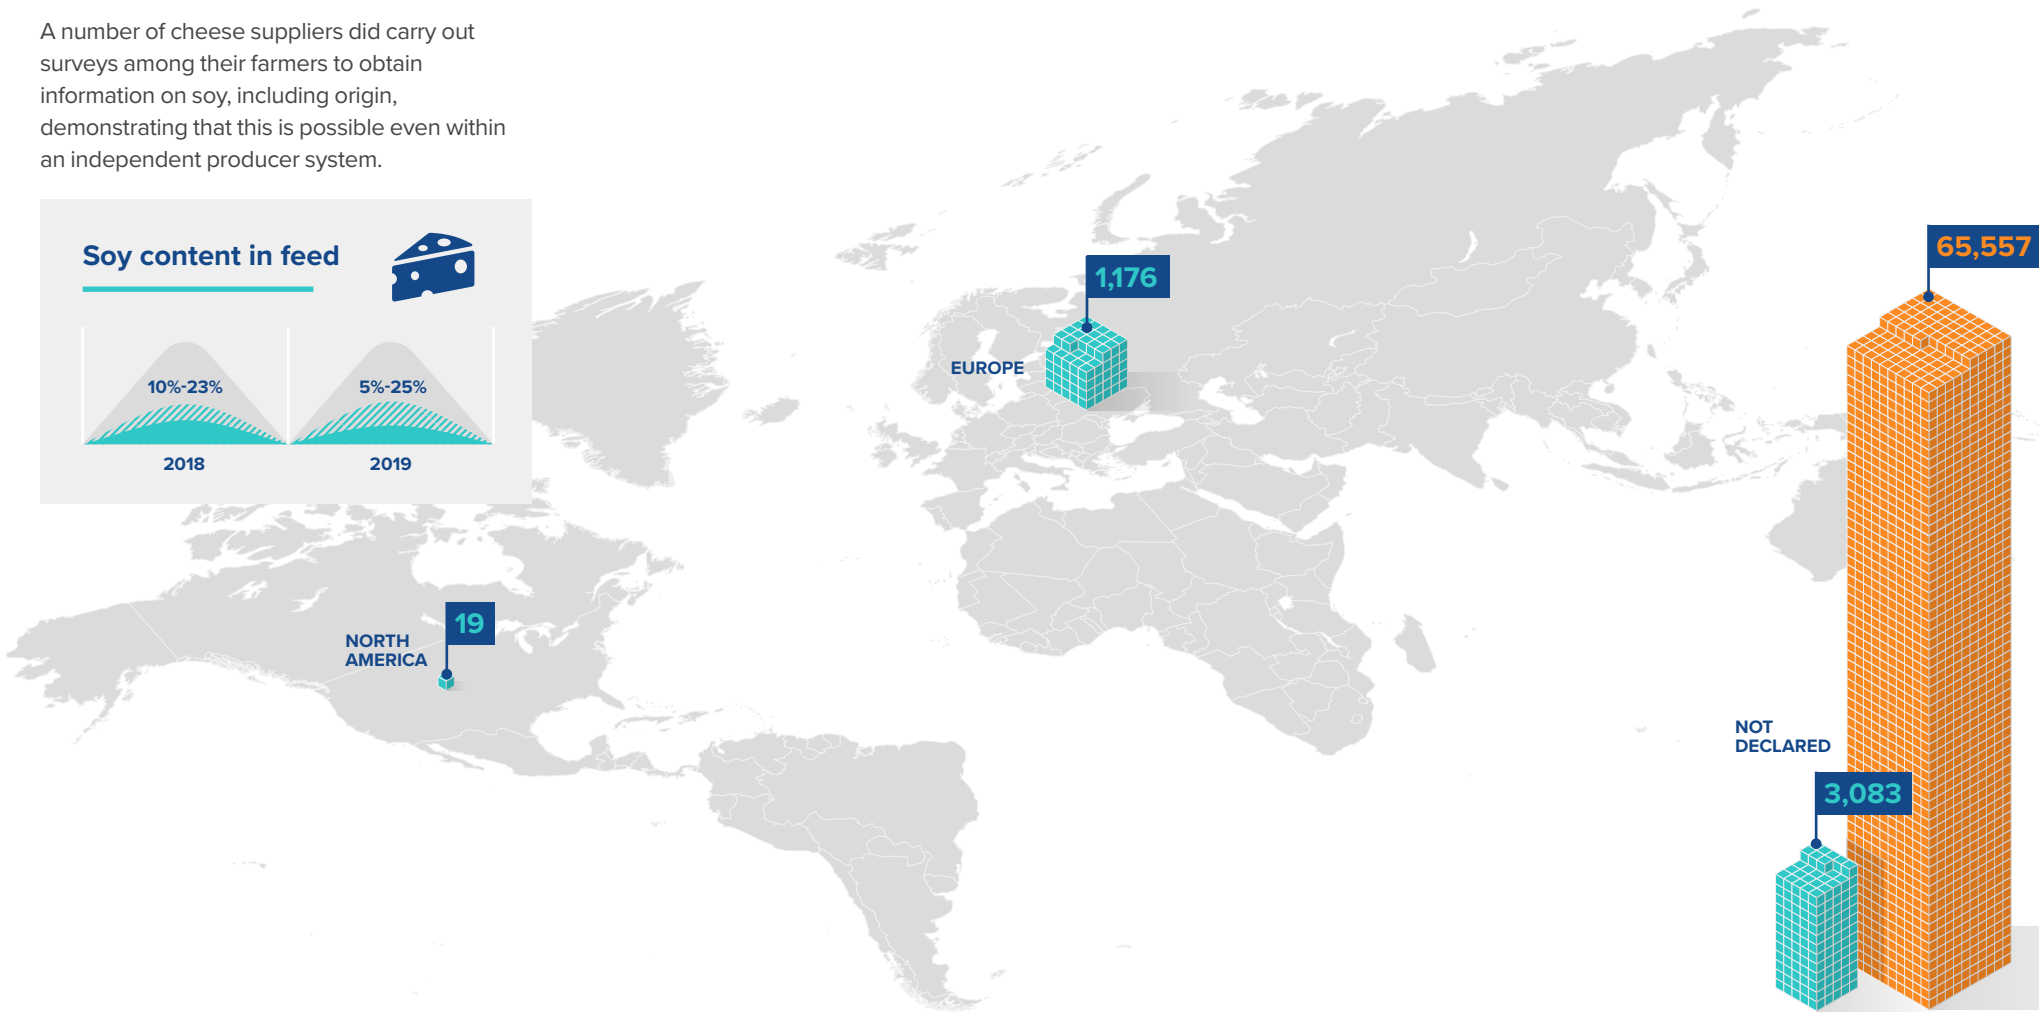 A number of cheese suppliers did carry out
surveys among their farmers to obtain
information on soy, including origin,
demonstrating that this is possible even within
an independent producer system.
Soy content in feed
10%-23%
5%-25%
2018
2019
1,176
EUROPE
65,557
19
NORTH
AMERICA
NOT
DECLARED
3,083